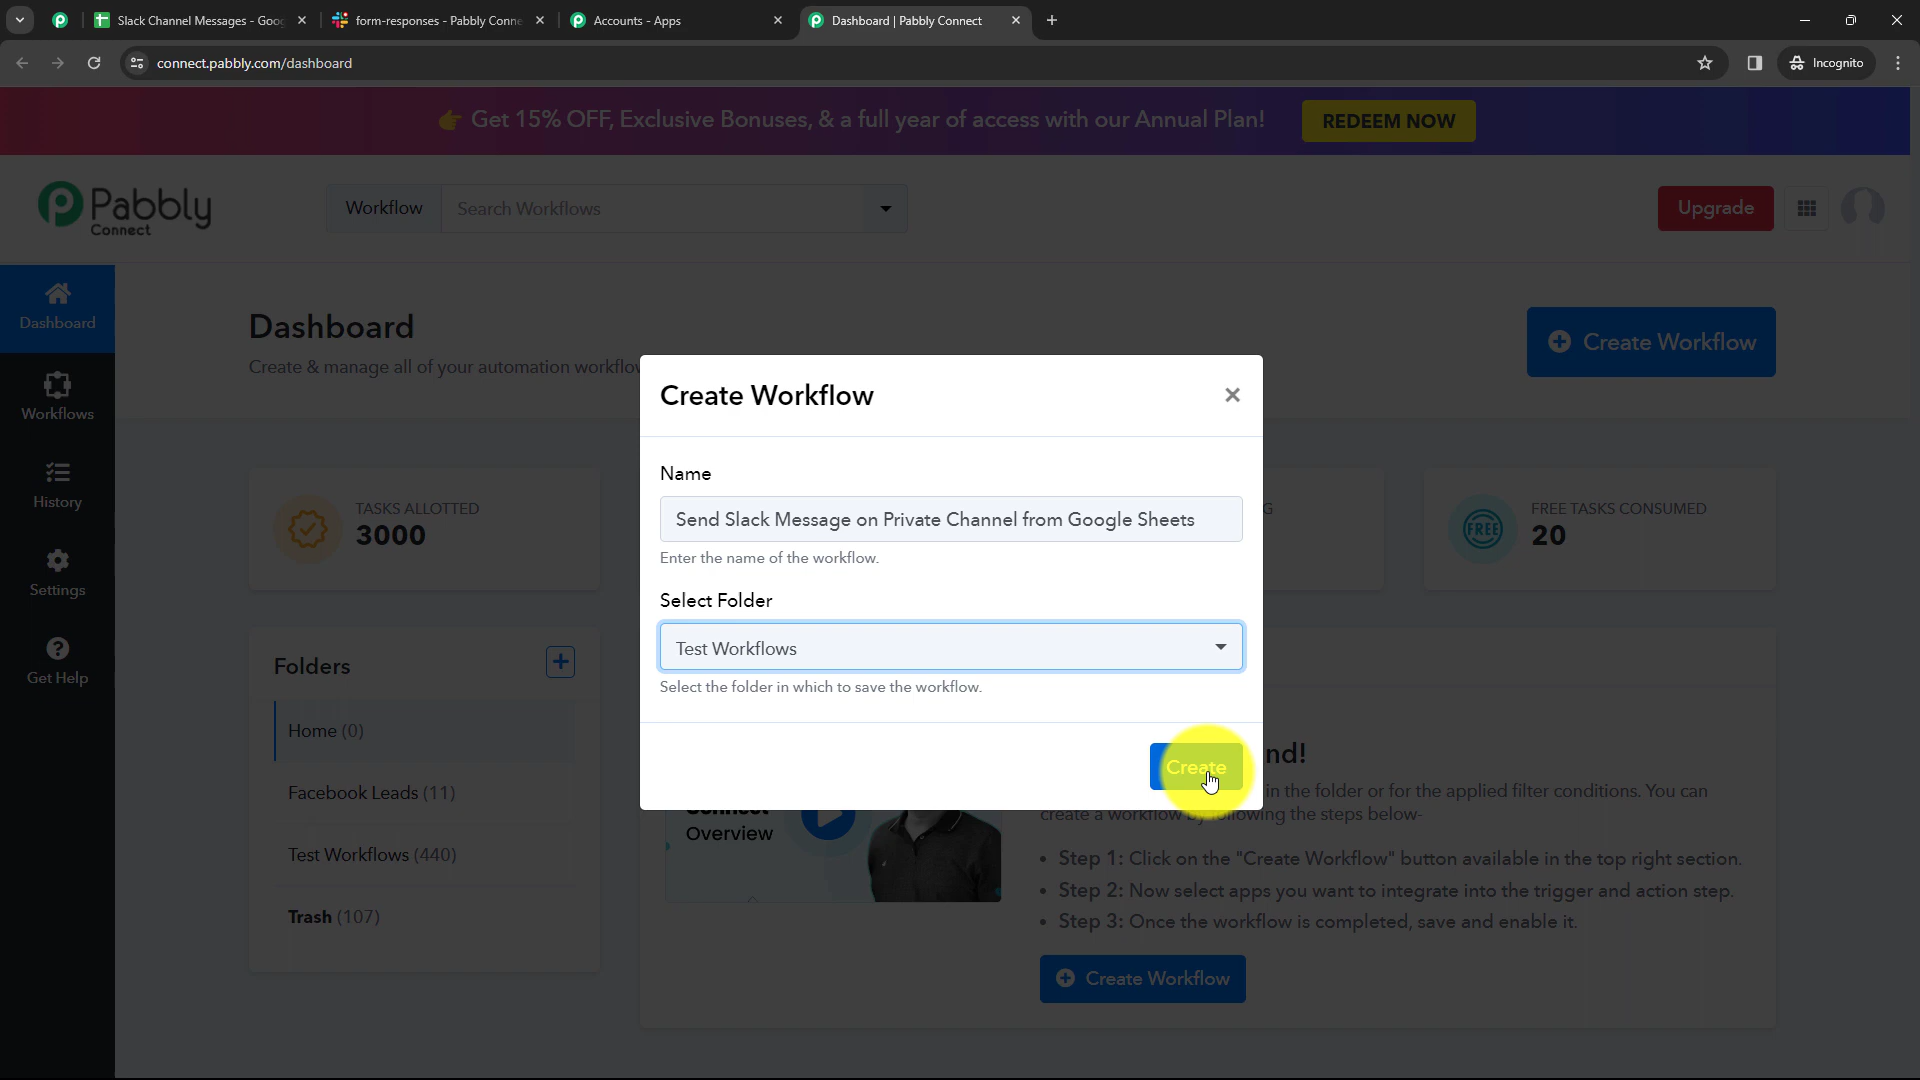 Slack Channel Messages - Goo
form-responses - Pabbly Conne
Accounts - Apps
Dashboard | Pabbly Connect
connect.pabbly.com/dashboard
Incognito
👉 Get 15% OFF, Exclusive Bonuses, & a full year of access with our Annual Plan!
REDEEM NOW
Pabbly
Connect
Workflow
Search Workflows
Upgrade
Dashboard
Workflows
History
Settings
Get Help
Dashboard
Create & manage all of your automation workflow
Create Workflow
TASKS ALLOTTED
3000
G
FREE
FREE TASKS CONSUMED
20
Folders
Home (0)
Facebook Leads (11)
Test Workflows (440)
Trash (107)
Create Workflow
Name
Send Slack Message on Private Channel from Google Sheets
Enter the name of the workflow.
Select Folder
Test Workflows
Select the folder in which to save the workflow.
Create
Connect
Overview
nd!
in the folder or for the applied filter conditions. You can
create a workflow by following the steps below-
• Step 1: Click on the "Create Workflow" button available in the top right section.
• Step 2: Now select apps you want to integrate into the trigger and action step.
• Step 3: Once the workflow is completed, save and enable it.
Create Workflow